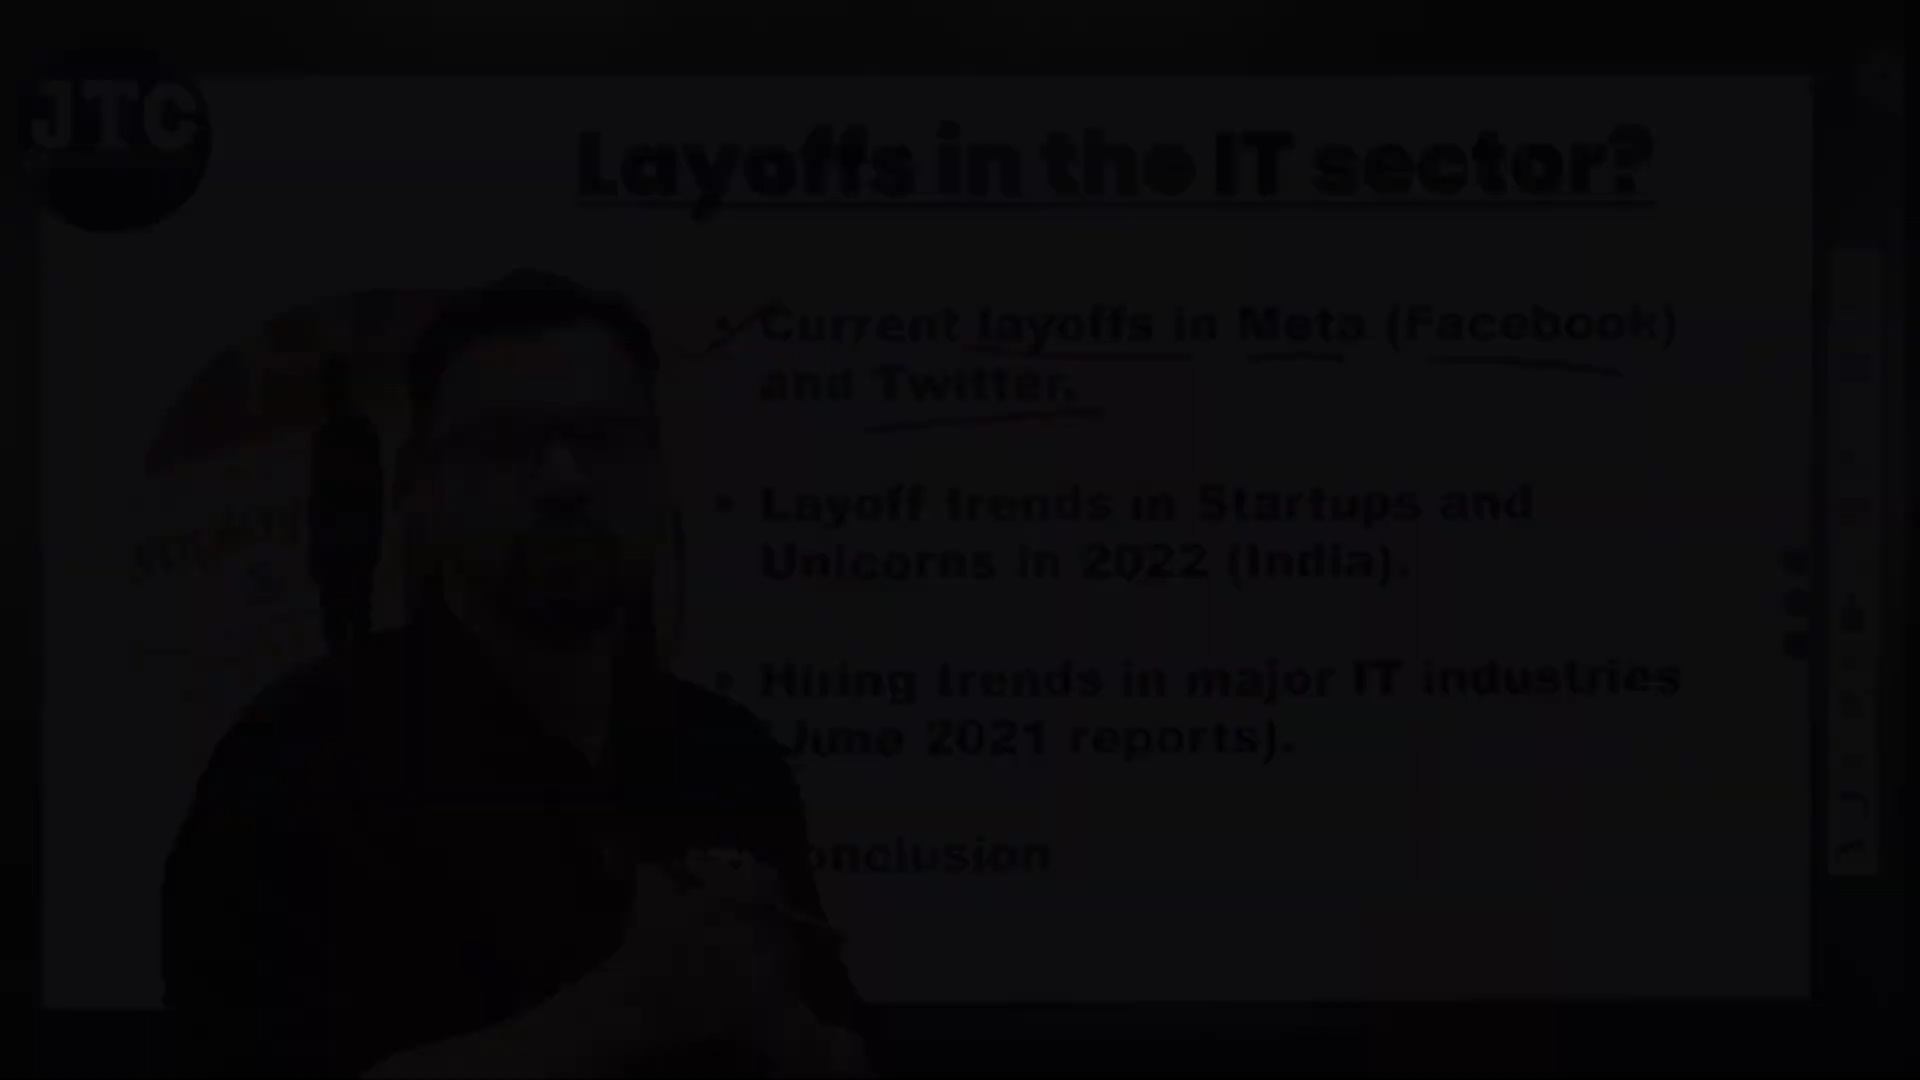 JTC
Layoffs in the IT sector?
• Current layoffs in Meta (Facebook)
and Twitter.
• Layoff trends in Startups and
Unicorns in 2022 (India).
• Hiring trends in major IT industries
June 2021 reports).
onclusion